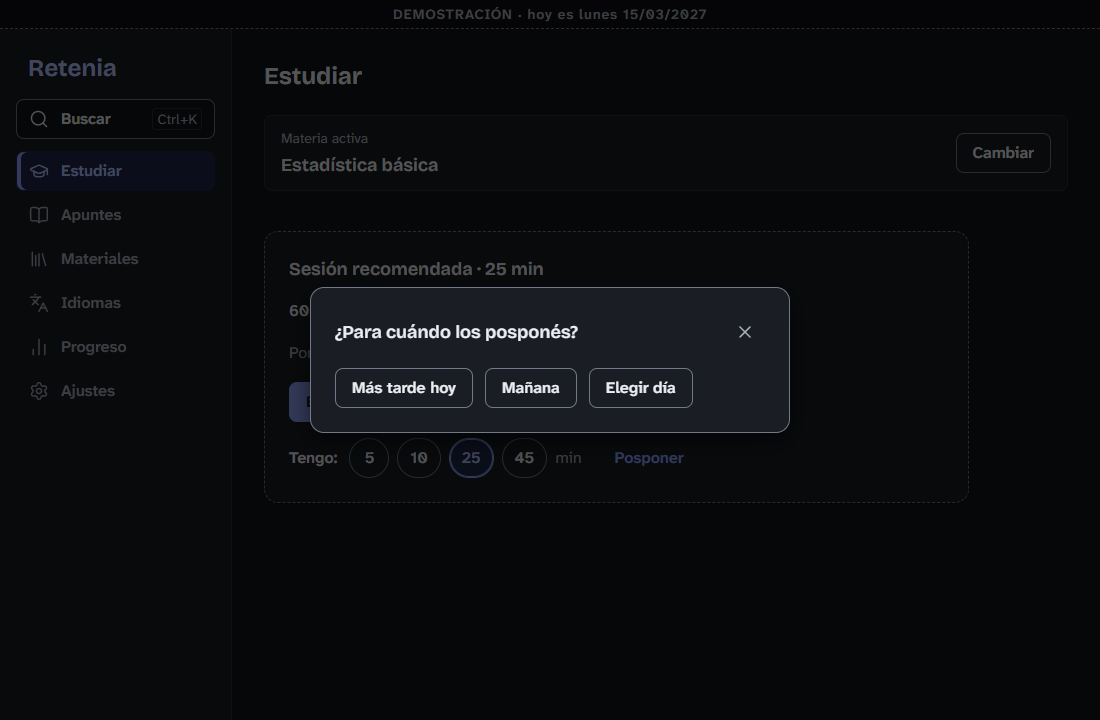 DEMOSTRACIÓN · hoy es lunes 15/03/2027
Retenia
Buscar Ctrl+K
Estudiar
Apuntes
Materiales
Idiomas
Progreso
Ajustes
Estudiar
Materia activa
Estadística básica
Cambiar
Sesión recomendada · 25 min
60
¿Para cuándo los posponés?
Más tarde hoy Mañana Elegir día
Tengo: 5 10 25 45 min Posponer